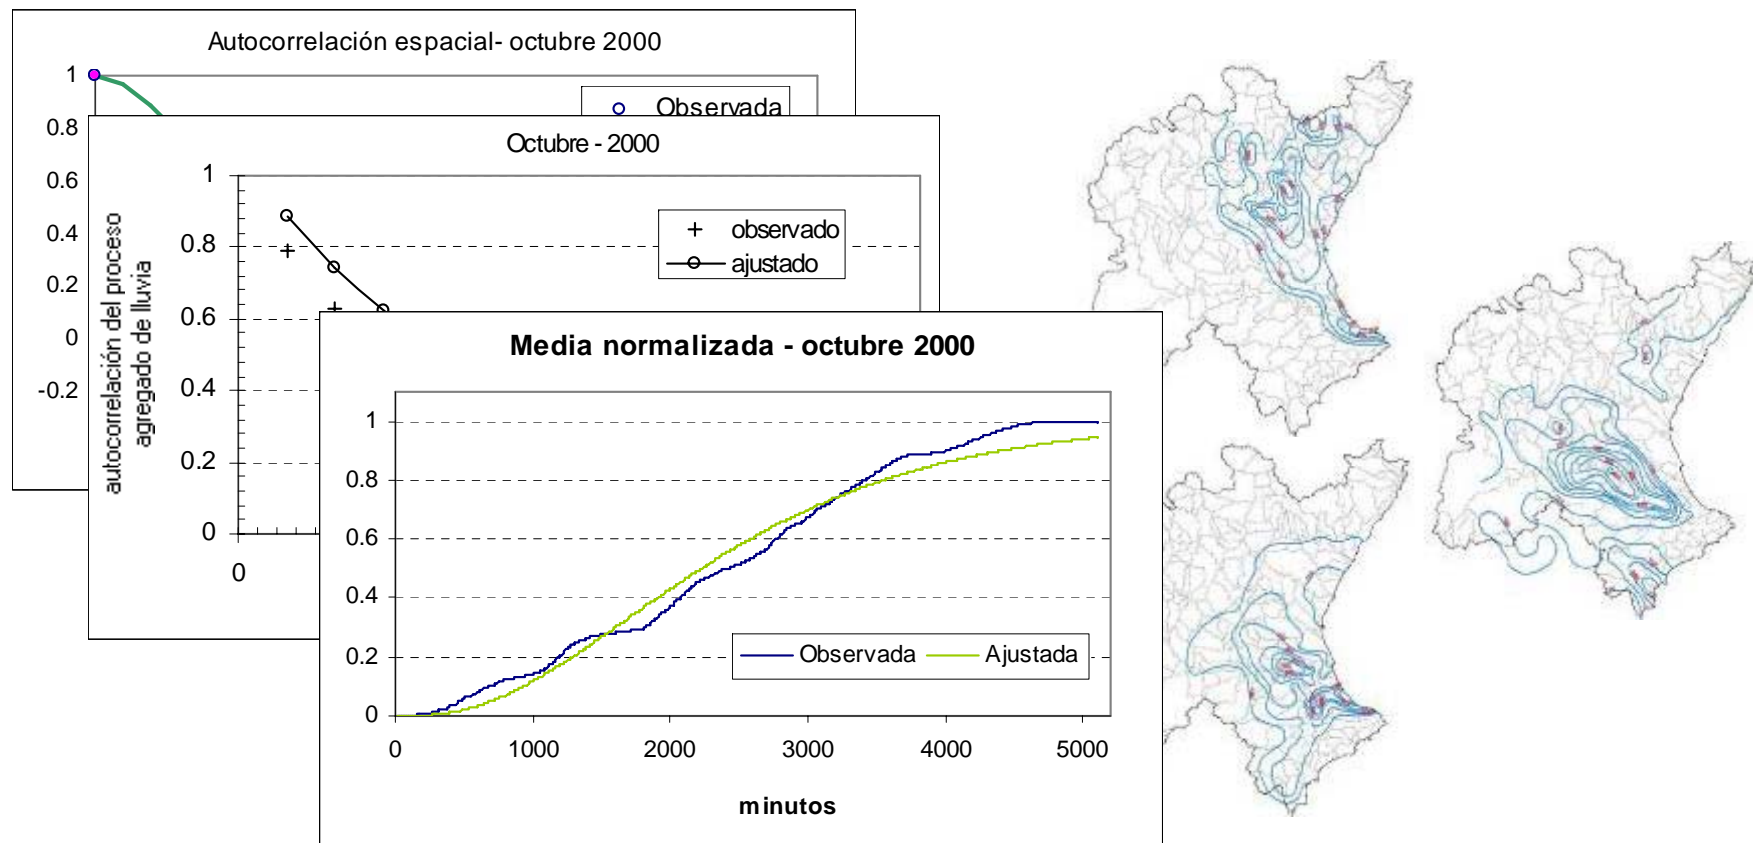 Autocorrelación espacial- octubre 2000
1
0.8
0.6
0.4
0.2
0
-0.2
Observada
Octubre - 2000
autocorrelación del proceso
agregado de lluvia
1
0.8
0.6
0.4
0.2
0
0
observado
ajustado
Media normalizada - octubre 2000
1
0.8
0.6
0.4
0.2
0
0
1000
2000
3000
4000
5000
Observada
Ajustada
minutos